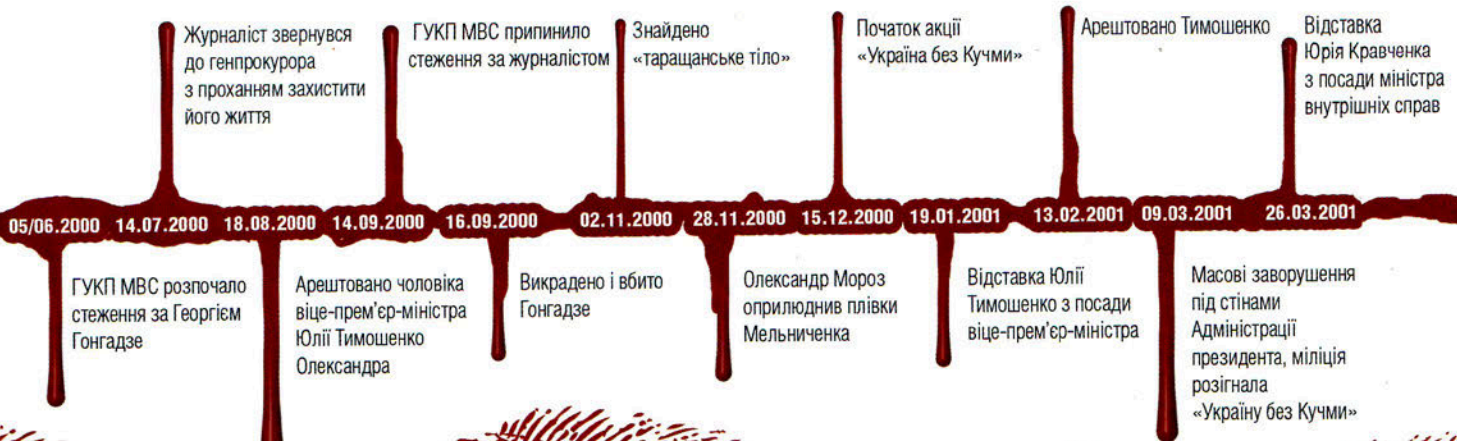 Журналіст звернувся
до генпрокурора
з проханням захистити
його життя
ГУКП МВС припинило
стеження за журналістом
Знайдено
«таращанське тіло»
Початок акції
«Україна без Кучми»
Арештовано Тимошенко
Відставка
Юрія Кравченка
з посади міністра
внутрішніх справ
05/06.2000 14.07.2000 18.08.2000 14.09.2000 16.09.2000 02.11.2000 28.11.2000 15.12.2000 19.01.2001 13.02.2001 09.03.2001 26.03.2001
ГУКП МВС розпочало
стеження за Георгієм
Гонгадзе
Арештовано чоловіка
віце-прем’єр-міністра
Юлії Тимошенко
Олександра
Викрадено і вбито
Гонгадзе
Олександр Мороз
оприлюднив плівки
Мельниченка
Відставка Юлії
Тимошенко з посади
віце-прем’єр-міністра
Масові заворушення
під стінами
Адміністрації
президента, міліція
розігнала
«Україну без Кучми»